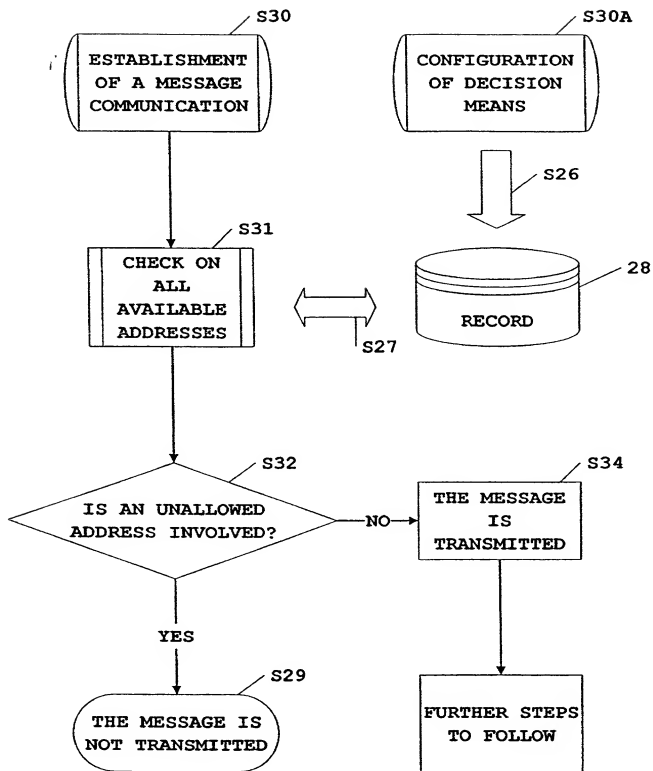 S30
S30A
ESTABLISHMENT
OF A MESSAGE
COMMUNICATION
CONFIGURATION
OF DECISION
MEANS
S26
S31
CHECK ON
ALL
AVAILABLE
ADDRESSES
28
RECORD
S27
S32
S34
IS AN UNALLOWED
ADDRESS INVOLVED?
NO
THE MESSAGE
IS
TRANSMITTED
YES
S29
THE MESSAGE IS
NOT TRANSMITTED
FURTHER STEPS
TO FOLLOW